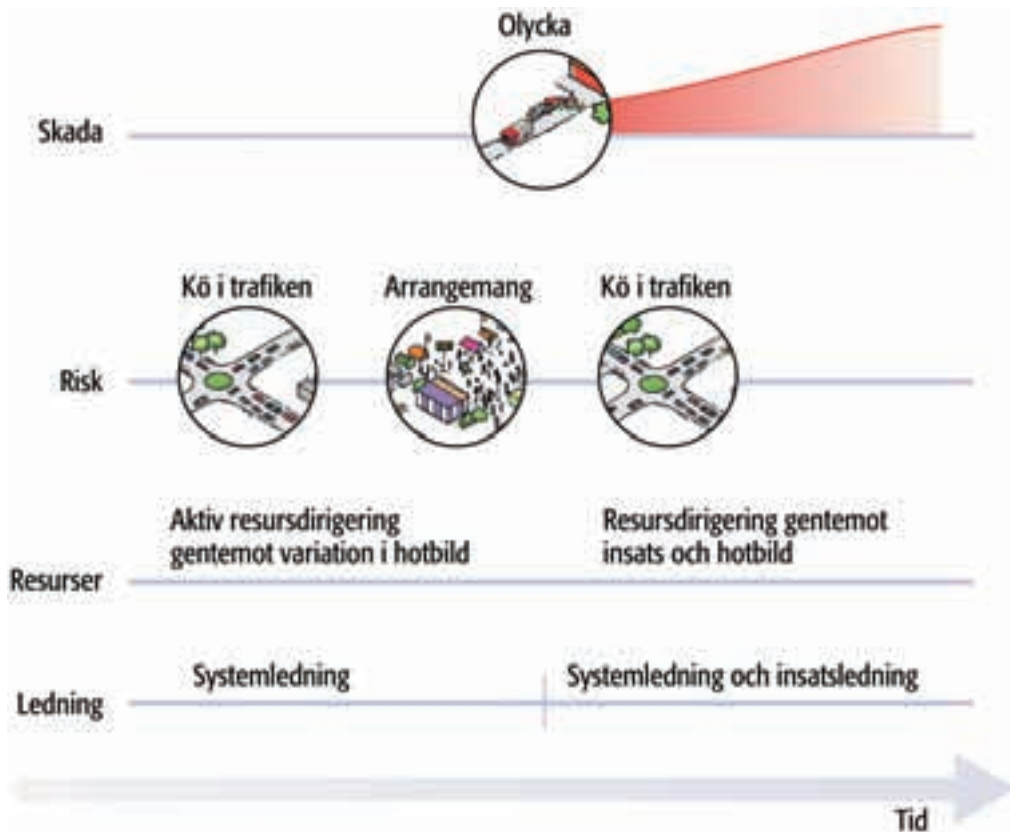 Olycka
Skada
Kö i trafiken
Arrangemang
Kö i trafiken
Risk
Aktiv resursdirigering
gentemot variation i hotbild
Resursdirigering gentemot
insats och hotbild
Resurser
Systemledning
Systemledning och insatsledning
Ledning
Tid